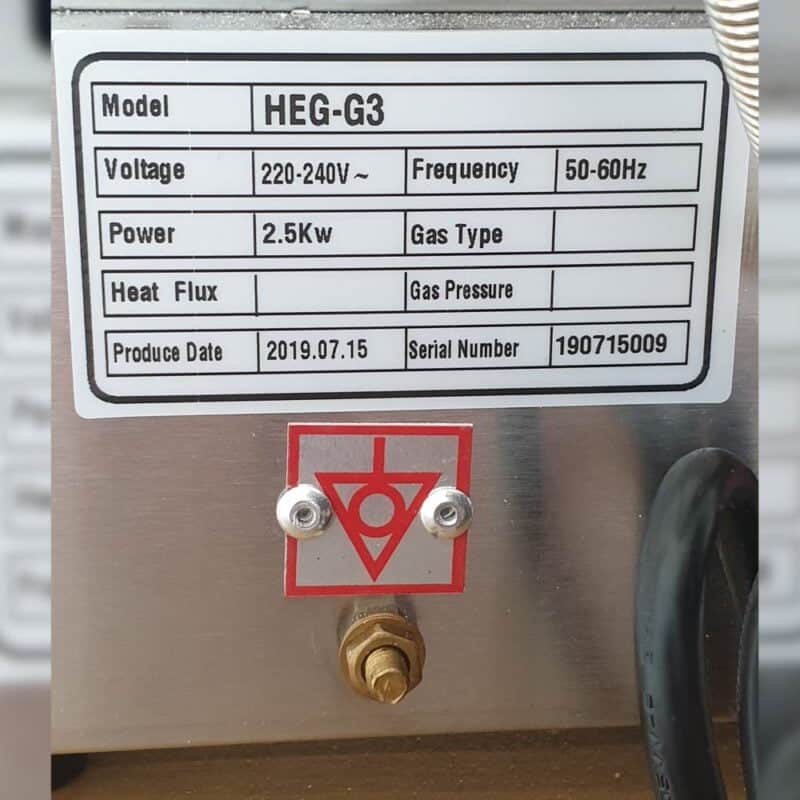 Model HEG-G3
Voltage 220-240V~ Frequency 50-60Hz
Power 2.5Kw Gas Type
Heat Flux Gas Pressure
Produce Date 2019.07.15 Serial Number 190715009